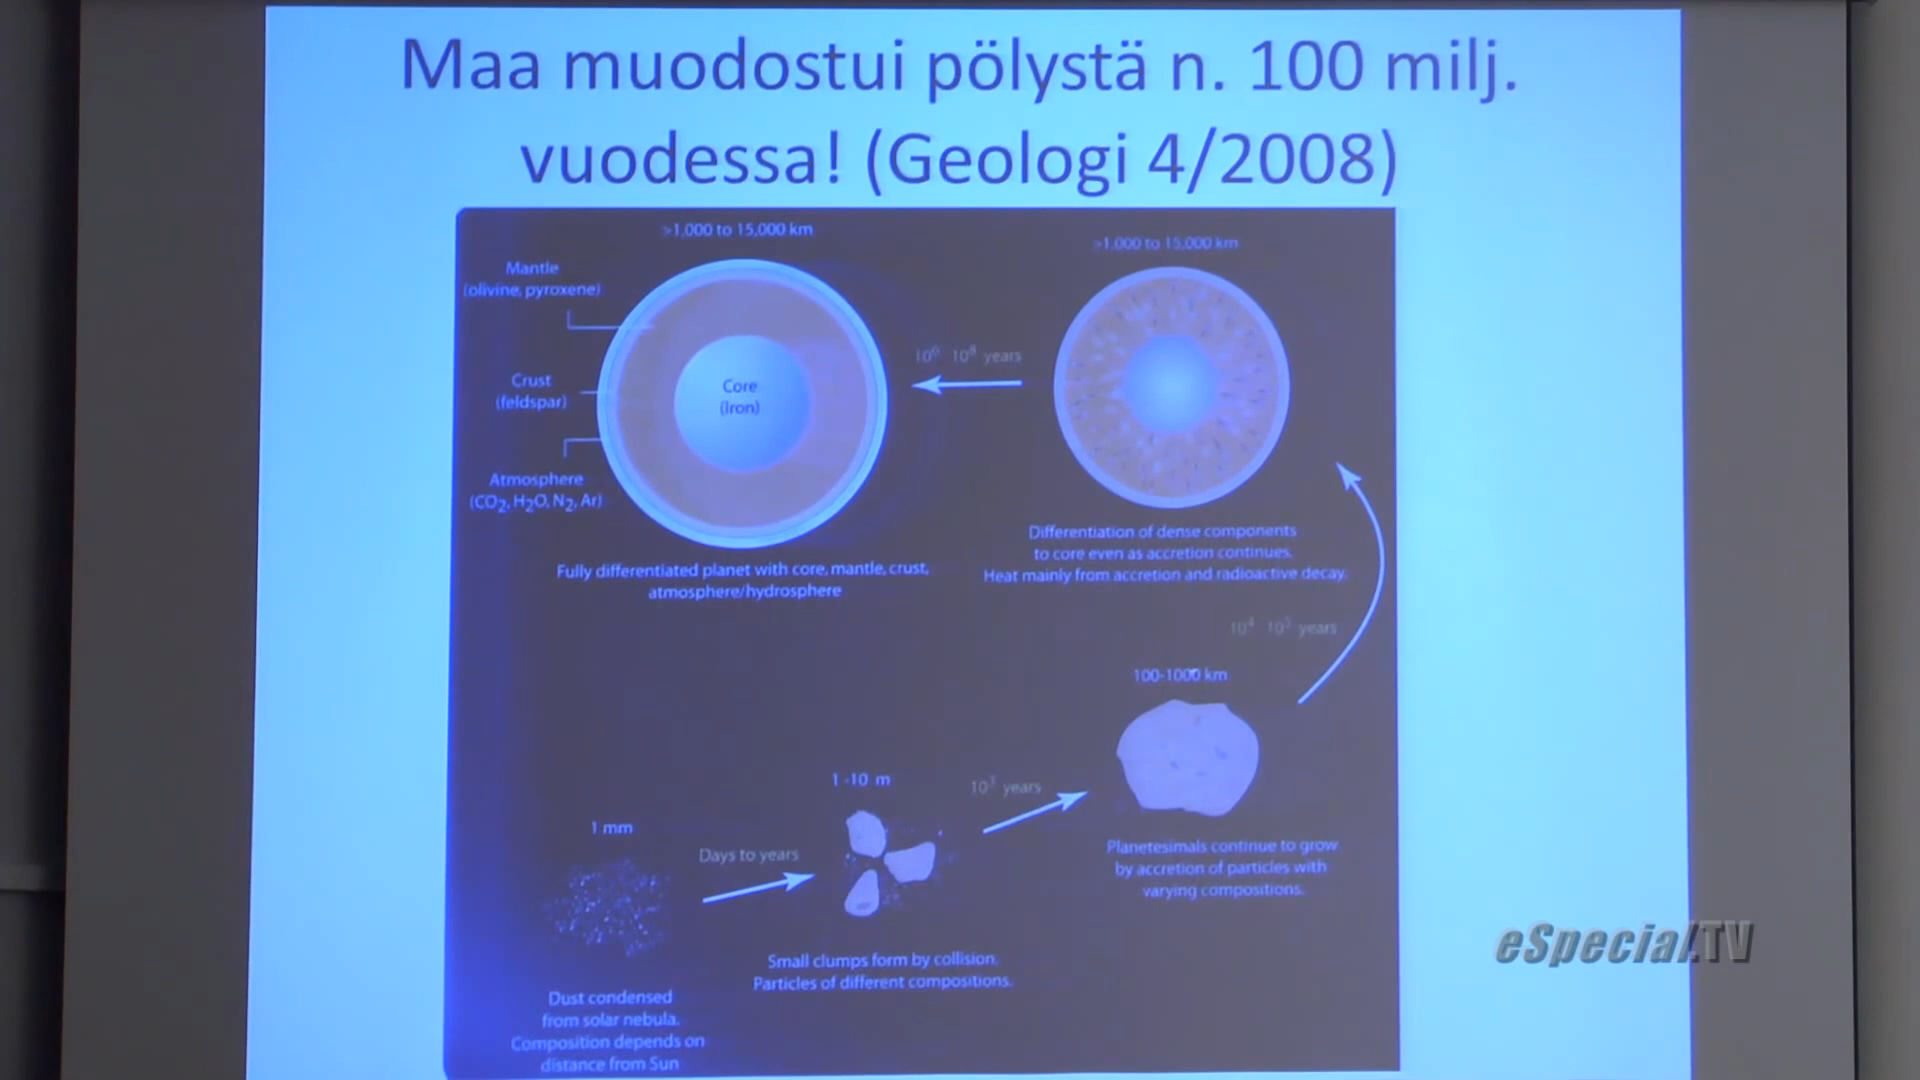 Maa muodostui pölystä n. 100 milj.
vuodessa! (Geologi 4/2008)
>1,000 to 15,000 km
>1,000 to 15,000 km
Mantle
(olivine, pyroxene)
10⁶ 10⁸ years
Crust
(feldspar)
Core
(Iron)
Atmosphere
(CO₂, H₂O, N₂, Ar)
Fully differentiated planet with core, mantle, crust,
atmosphere/hydrosphere
Differentiation of dense components
to core even as accretion continues.
Heat mainly from accretion and radioactive decay.
years
100-1000 km
1 -10 m
years
1 mm
Days to years
Planetesimals continue to grow
by accretion of particles with
varying compositions.
Small clumps form by collision.
Particles of different compositions.
Dust condensed
from solar nebula.
Composition depends on
distance from Sun
eSpecial.TV